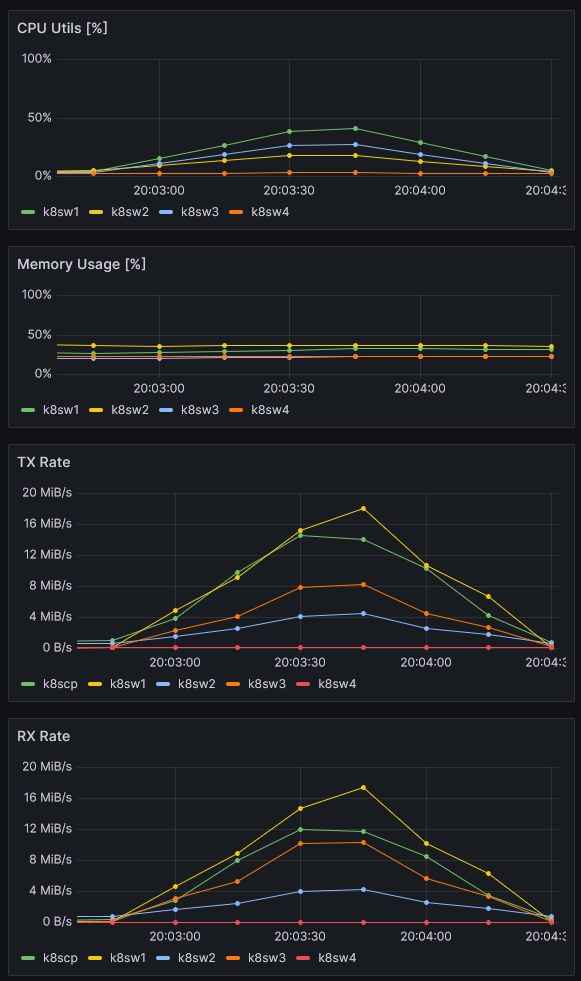 CPU Utils [%]
100%
50%
0%
20:03:00 20:03:30 20:04:00 20:04:3
k8sw1 k8sw2 k8sw3 k8sw4
Memory Usage [%]
100%
50%
0%
20:03:00 20:03:30 20:04:00 20:04:3
k8sw1 k8sw2 k8sw3 k8sw4
TX Rate
20 MiB/s
16 MiB/s
12 MiB/s
8 MiB/s
4 MiB/s
0 B/s
20:03:00 20:03:30 20:04:00 20:04:3
k8scp k8sw1 k8sw2 k8sw3 k8sw4
RX Rate
20 MiB/s
16 MiB/s
12 MiB/s
8 MiB/s
4 MiB/s
0 B/s
20:03:00 20:03:30 20:04:00 20:04:3
k8scp k8sw1 k8sw2 k8sw3 k8sw4